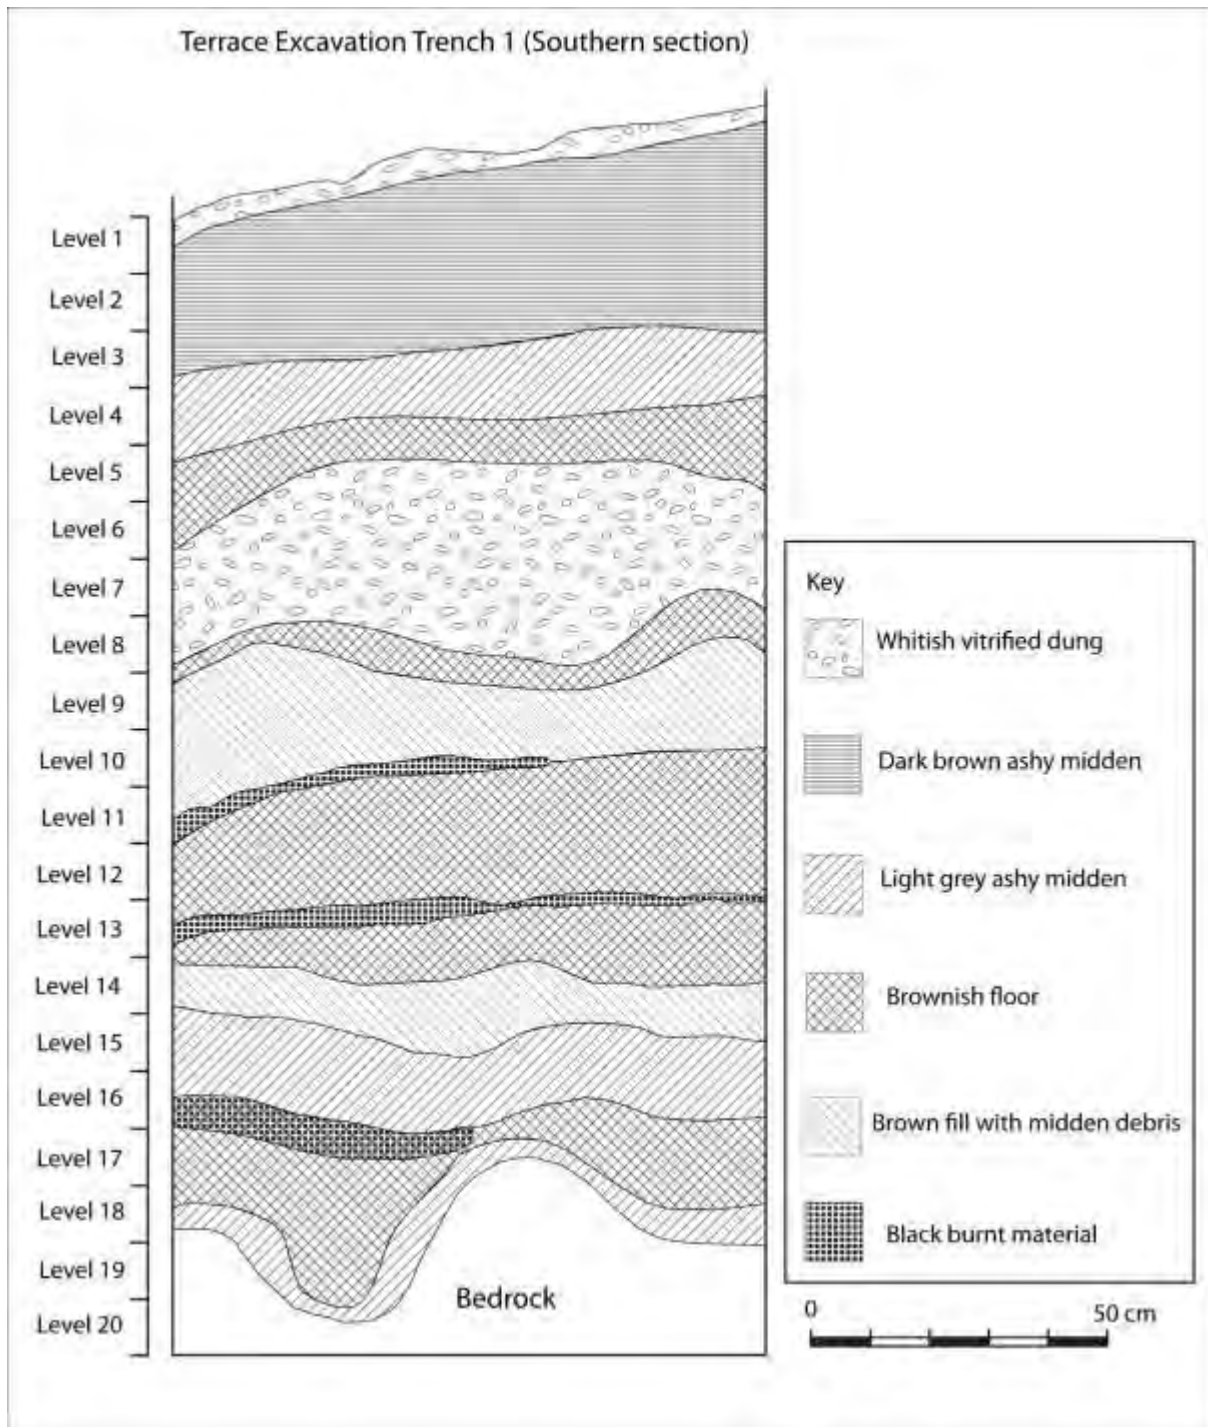 Terrace Excavation Trench 1 (Southern section)
Level 1
Level 2
Level 3
Level 4
Level 5
Level 6
Level 7
Level 8
Level 9
Level 10
Level 11
Level 12
Level 13
Level 14
Level 15
Level 16
Level 17
Level 18
Level 19
Level 20
Bedrock
Key
Whitish vitrified dung
Dark brown ashy midden
Light grey ashy midden
Brownish floor
Brown fill with midden debris
Black burnt material
0 50 cm